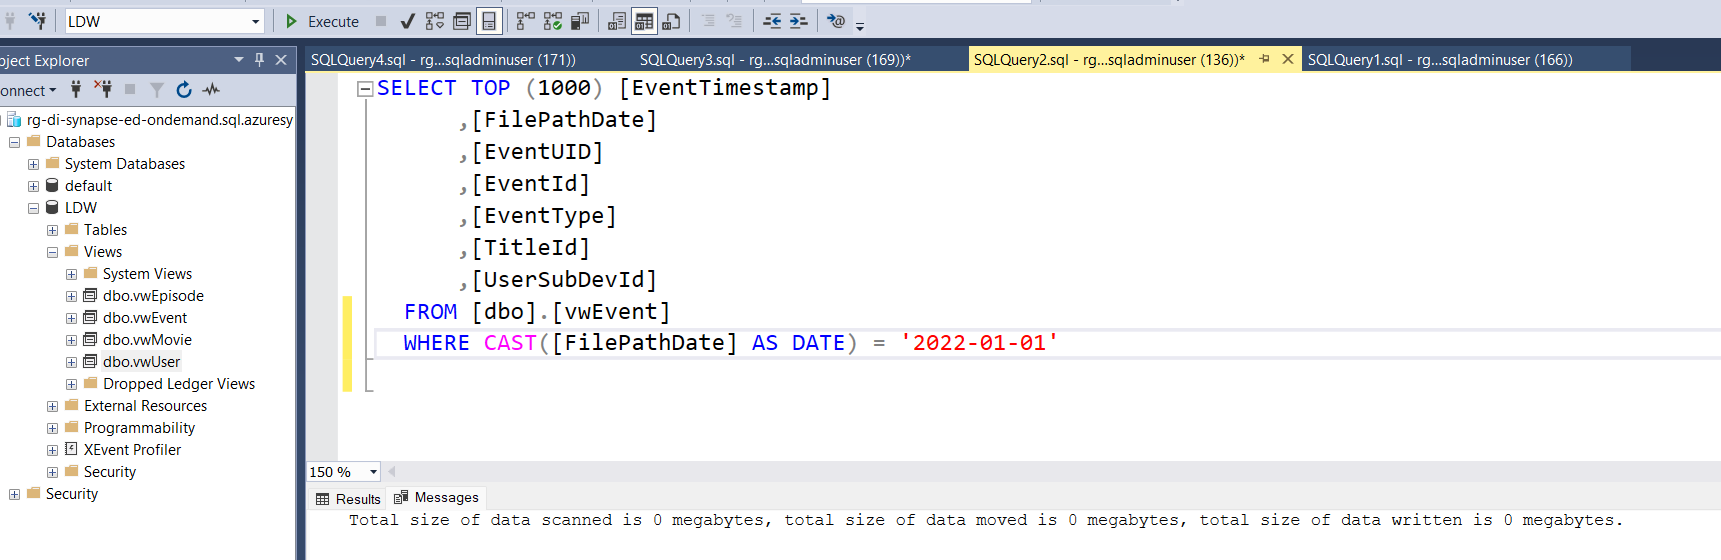 LDW
Execute
ject Explorer
onnect
rg-di-synapse-ed-ondemand.sql.azuresy
Databases
System Databases
default
LDW
Tables
Views
System Views
dbo.vwEpisode
dbo.vwEvent
dbo.vwMovie
dbo.vwUser
Dropped Ledger Views
External Resources
Programmability
XEvent Profiler
Security
Security
SQLQuery4.sql - rg...sqladminuser (171))
SQLQuery3.sql - rg...sqladminuser (169))*
SQLQuery2.sql - rg...sqladminuser (136))*
SQLQuery1.sql - rg...sqladminuser (166))
SELECT TOP (1000) [EventTimestamp]
,[FilePathDate]
,[EventUID]
,[EventId]
,[EventType]
,[TitleId]
,[UserSubDevId]
FROM [dbo].[vwEvent]
WHERE CAST([FilePathDate] AS DATE) = '2022-01-01'
150 %
Results
Messages
Total size of data scanned is 0 megabytes, total size of data moved is 0 megabytes, total size of data written is 0 megabytes.